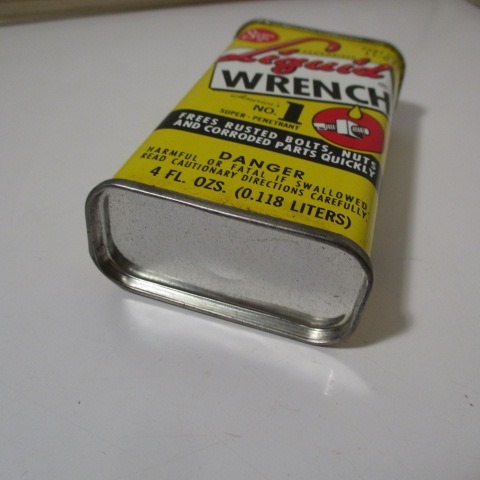 Liquid
WRENCH
America's
NO. 1
SUPER-PENETRANT
FREES RUSTED BOLTS, NUTS
AND CORRODED PARTS QUICKLY
DANGER
HARMFUL OR FATAL IF SWALLOWED
READ CAUTIONARY DIRECTIONS CAREFULLY.
4 FL. OZS. (0.118 LITERS)